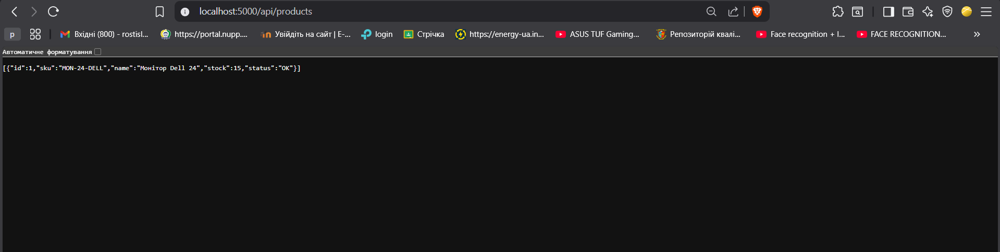 localhost:5000/api/products
p Вхідні (800) - rostisl... https://portal.nupp.... Увійдіть на сайт | E-... login Стрічка https://energy-ua.in... ASUS TUF Gaming... Репозиторій квалі... Face recognition + I... FACE RECOGNITION... »
Автоматичне форматування
[{"id":1,"sku":"MON-24-DELL","name":"Монітор Dell 24","stock":15,"status":"OK"}]